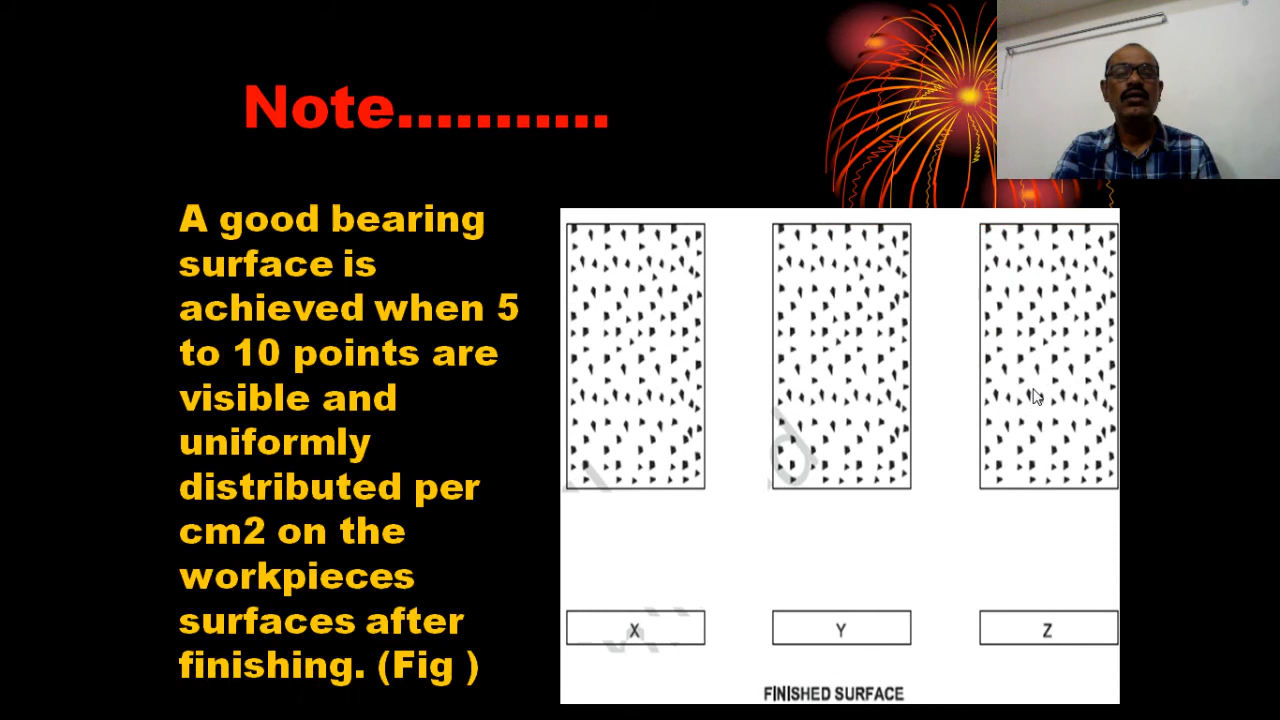 Note...........
A good bearing
surface is
achieved when 5
to 10 points are
visible and
uniformly
distributed per
cm2 on the
workpieces
surfaces after
finishing. (Fig )
X
Y
Z
FINISHED SURFACE